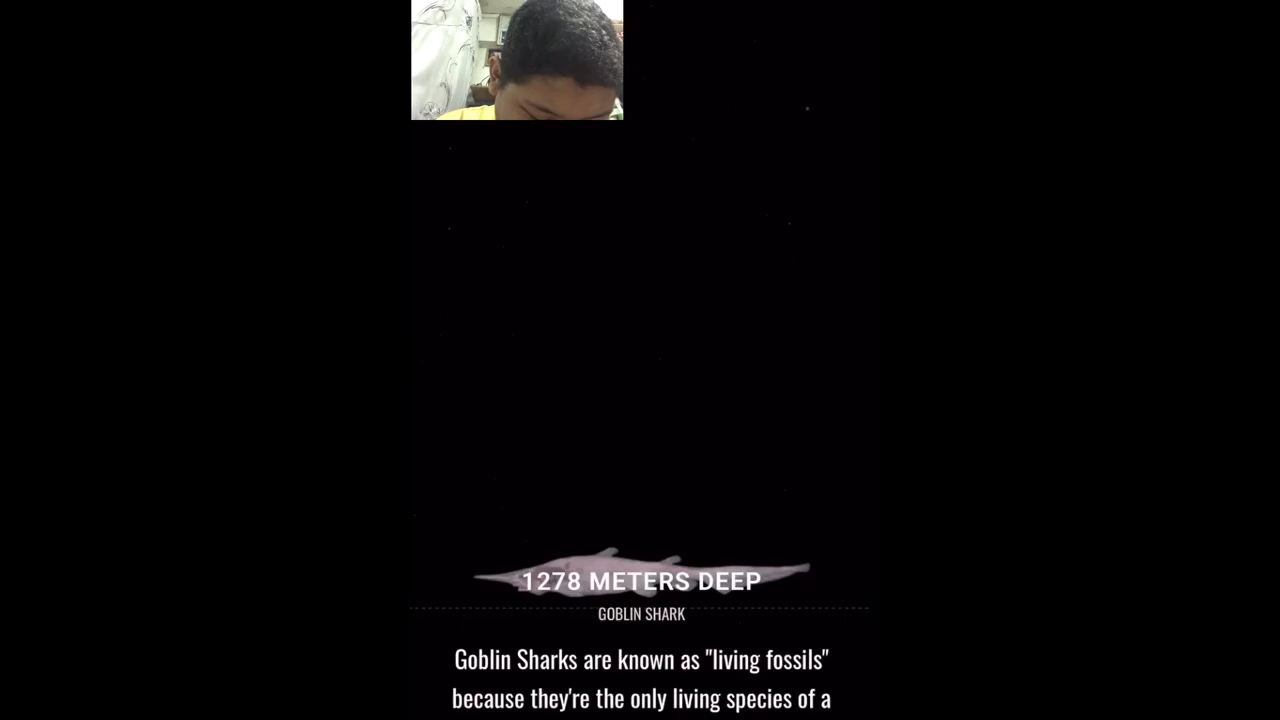 1278 METERS DEEP
GOBLIN SHARK
Goblin Sharks are known as "living fossils"
because they're the only living species of a